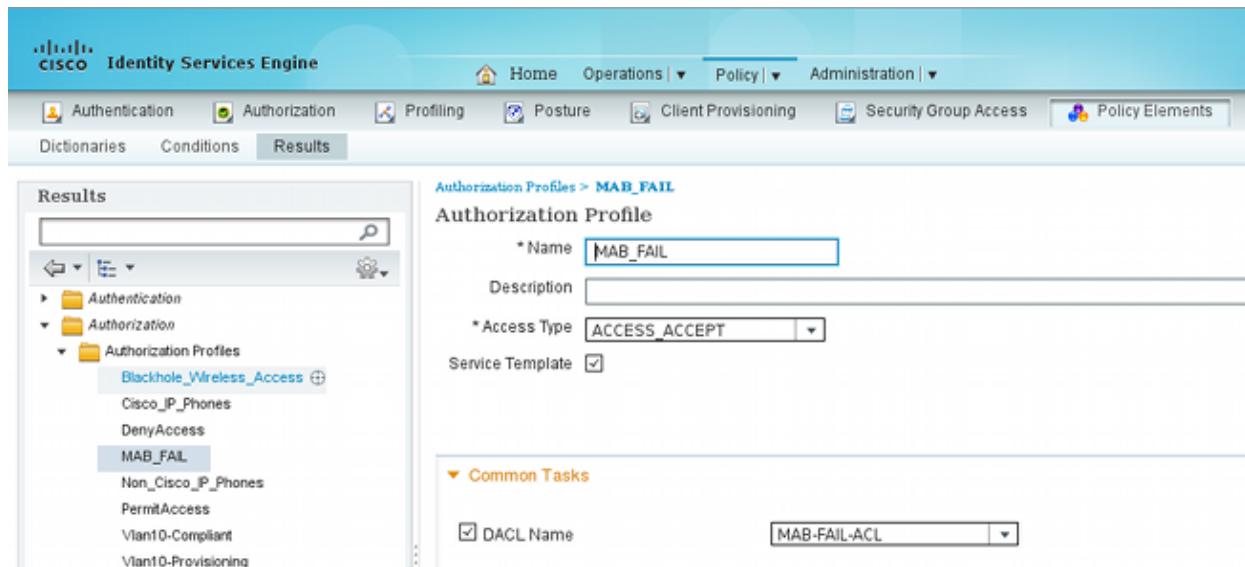 CISCO Identity Services Engine
Home Operations | Policy | Administration |
Authentication Authorization Profiling Posture Client Provisioning Security Group Access Policy Elements
Dictionaries Conditions Results
Results
Authentication
Authorization
Authorization Profiles
Blackhole_Wireless_Access
Cisco_IP_Phones
DenyAccess
MAB_FAIL
Non_Cisco_IP_Phones
PermitAccess
Vlan10-Compliant
Vlan10-Provisioning
Authorization Profiles > MAB_FAIL
Authorization Profile
* Name MAB_FAIL
Description
* Access Type ACCESS_ACCEPT
Service Template
Common Tasks
DACL Name MAB-FAIL-ACL